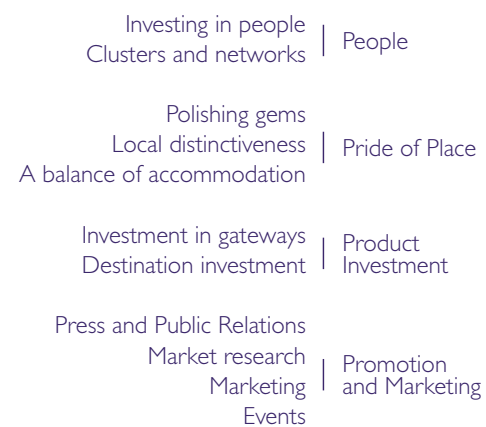 Investing in people
Clusters and networks
People
Polishing gems
Local distinctiveness
A balance of accommodation
Pride of Place
Investment in gateways
Destination investment
Product
Investment
Press and Public Relations
Market research
Marketing
Events
Promotion
and Marketing